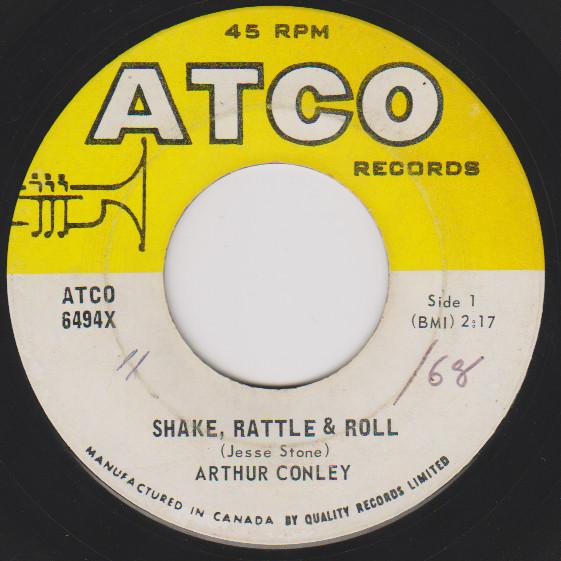 45 RPM
ATCO
RECORDS
ATCO
6494X
Side 1
(BMI) 2:17
/68
SHAKE, RATTLE & ROLL
(Jesse Stone)
ARTHUR CONLEY
MANUFACTURED IN CANADA BY QUALITY RECORDS LIMITED